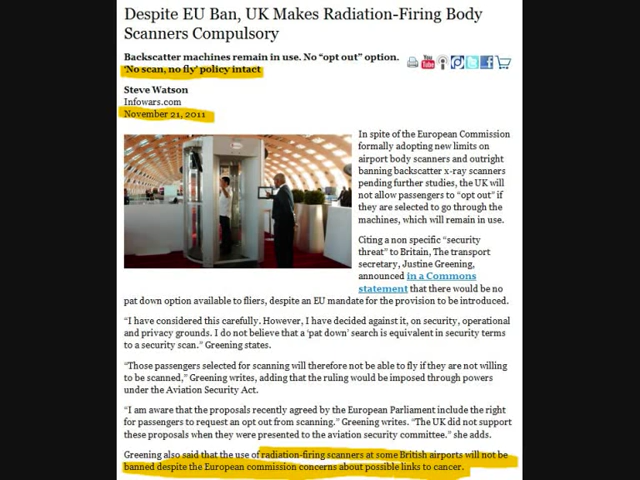 Despite EU Ban, UK Makes Radiation-Firing Body
Scanners Compulsory
Backscatter machines remain in use. No “opt out” option.
‘No scan, no fly’ policy intact
You
Tube
Steve Watson
Infowars.com
November 21, 2011
In spite of the European Commission
formally adopting new limits on
airport body scanners and outright
banning backscatter x-ray scanners
pending further studies, the UK will
not allow passengers to “opt out” if
they are selected to go through the
machines, which will remain in use.
Citing a non specific “security
threat” to Britain, The transport
secretary, Justine Greening,
announced in a Commons
statement that there would be no
pat down option available to fliers, despite an EU mandate for the provision to be introduced.
“I have considered this carefully. However, I have decided against it, on security, operational
and privacy grounds. I do not believe that a ‘pat down’ search is equivalent in security terms
to a security scan.” Greening states.
“Those passengers selected for scanning will therefore not be able to fly if they are not willing
to be scanned,” Greening writes, adding that the ruling would be imposed through powers
under the Aviation Security Act.
“I am aware that the proposals recently agreed by the European Parliament include the right
for passengers to request an opt out from scanning.” Greening writes. “The UK did not support
these proposals when they were presented to the aviation security committee.” she adds.
Greening also said that the use of radiation-firing scanners at some British airports will not be
banned despite the European commission concerns about possible links to cancer.